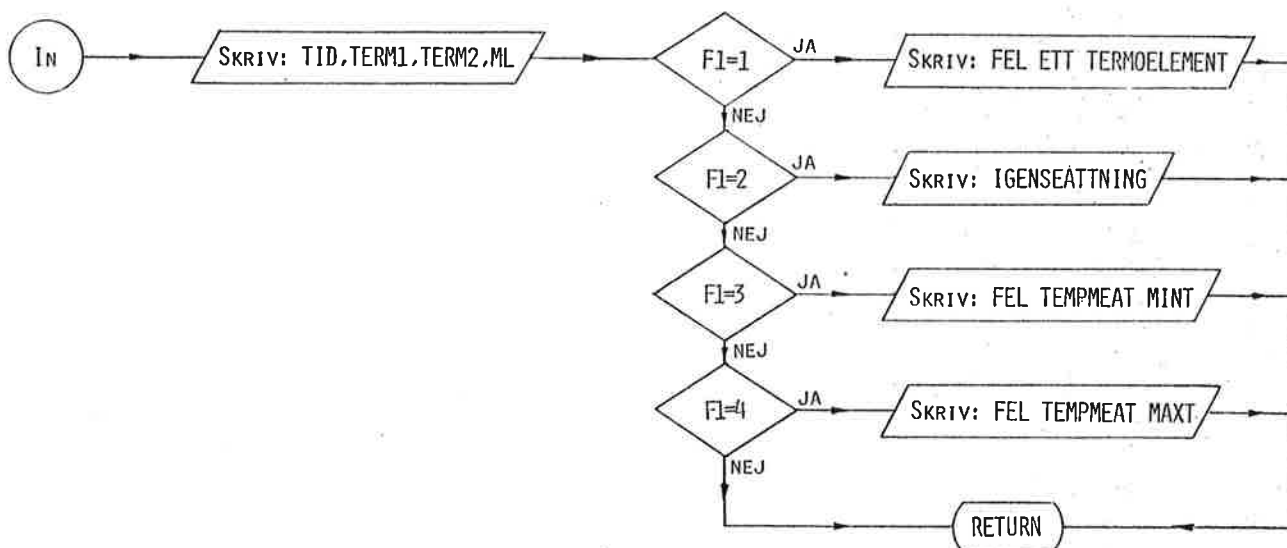 IN
SKRIV: TID,TERM1,TERM2,ML
F1=1
JA
SKRIV: FEL ETT TERMOELEMENT
NEJ
F1=2
JA
SKRIV: IGENSEATTNING
NEJ
F1=3
JA
SKRIV: FEL TEMPMEAT MINT
NEJ
F1=4
JA
SKRIV: FEL TEMPMEAT MAXT
NEJ
RETURN